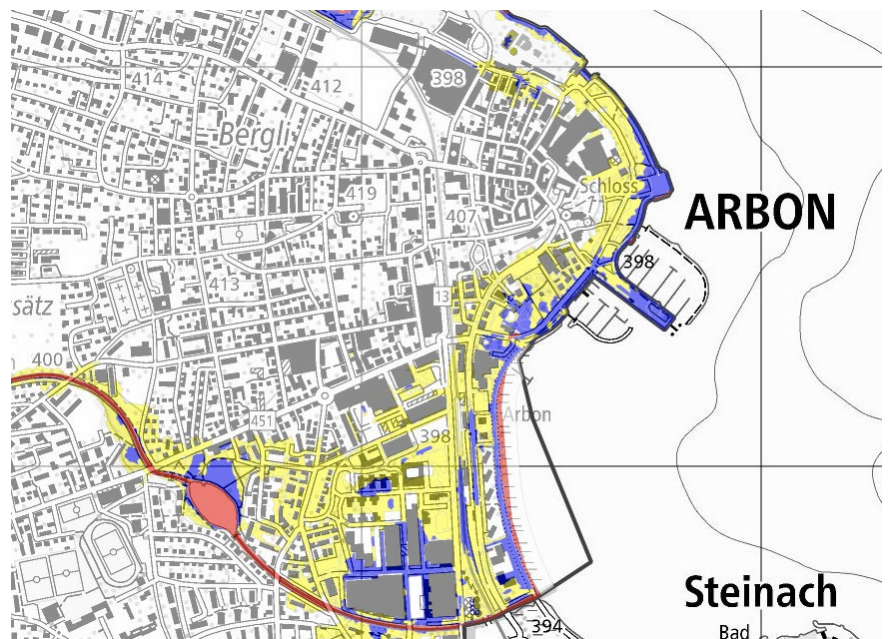 414
398
412
Bergli
Schloss
419
407
ARBON
398
413
13
sätz
400
Arbon
451
398
Steinach
394
Bad